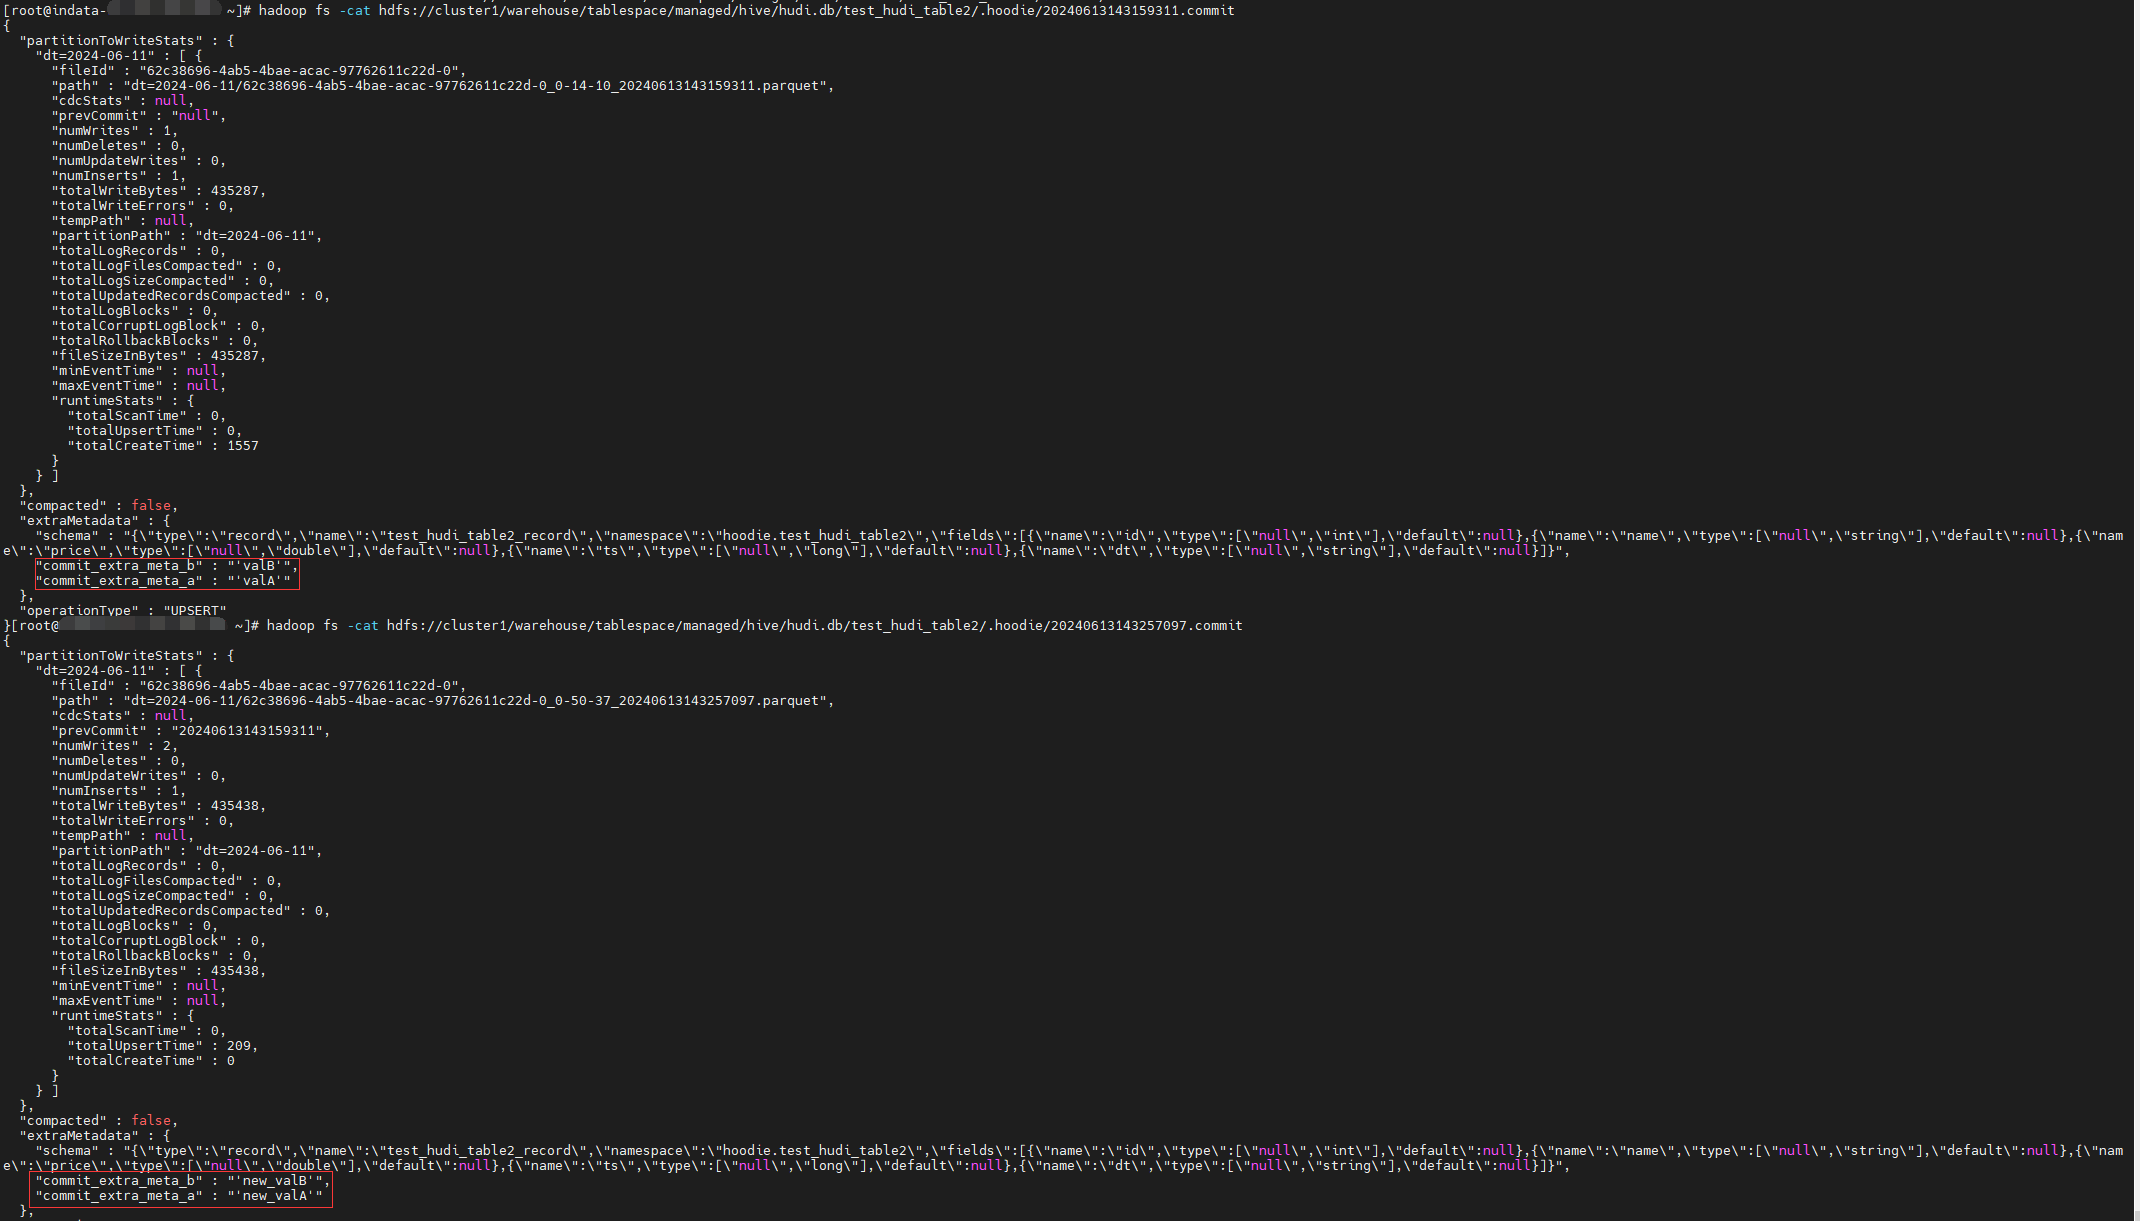 [root@indata- ~]# hadoop fs -cat hdfs://cluster1/warehouse/tablespace/managed/hive/hudi.db/test_hudi_table2/.hoodie/20240613143159311.commit
{
  "partitionToWriteStats" : {
    "dt=2024-06-11" : [ {
      "fileId" : "62c38696-4ab5-4bae-acac-97762611c22d-0",
      "path" : "dt=2024-06-11/62c38696-4ab5-4bae-acac-97762611c22d-0_0-14-10_20240613143159311.parquet",
      "cdcStats" : null,
      "prevCommit" : "null",
      "numWrites" : 1,
      "numDeletes" : 0,
      "numUpdateWrites" : 0,
      "numInserts" : 1,
      "totalWriteBytes" : 435287,
      "totalWriteErrors" : 0,
      "tempPath" : null,
      "partitionPath" : "dt=2024-06-11",
      "totalLogRecords" : 0,
      "totalLogFilesCompacted" : 0,
      "totalLogSizeCompacted" : 0,
      "totalUpdatedRecordsCompacted" : 0,
      "totalLogBlocks" : 0,
      "totalCorruptLogBlock" : 0,
      "totalRollbackBlocks" : 0,
      "fileSizeInBytes" : 435287,
      "minEventTime" : null,
      "maxEventTime" : null,
      "runtimeStats" : {
        "totalScanTime" : 0,
        "totalUpsertTime" : 0,
        "totalCreateTime" : 1557
      }
    } ]
  },
  "compacted" : false,
  "extraMetadata" : {
    "schema" : "{\"type\":\"record\",\"name\":\"test_hudi_table2_record\",\"namespace\":\"hoodie.test_hudi_table2\",\"fields\":[{\"name\":\"id\",\"type\":[\"null\",\"int\"],\"default\":null},{\"name\":\"name\",\"type\":[\"null\",\"string\"],\"default\":null},{\"nam
e\":\"price\",\"type\":[\"null\",\"double\"],\"default\":null},{\"name\":\"ts\",\"type\":[\"null\",\"long\"],\"default\":null},{\"name\":\"dt\",\"type\":[\"null\",\"string\"],\"default\":null}]}",
    "commit_extra_meta_b" : "'valB'",
    "commit_extra_meta_a" : "'valA'"
  },
  "operationType" : "UPSERT"
}[root@ ~]# hadoop fs -cat hdfs://cluster1/warehouse/tablespace/managed/hive/hudi.db/test_hudi_table2/.hoodie/20240613143257097.commit
{
  "partitionToWriteStats" : {
    "dt=2024-06-11" : [ {
      "fileId" : "62c38696-4ab5-4bae-acac-97762611c22d-0",
      "path" : "dt=2024-06-11/62c38696-4ab5-4bae-acac-97762611c22d-0_0-50-37_20240613143257097.parquet",
      "cdcStats" : null,
      "prevCommit" : "20240613143159311",
      "numWrites" : 2,
      "numDeletes" : 0,
      "numUpdateWrites" : 0,
      "numInserts" : 1,
      "totalWriteBytes" : 435438,
      "totalWriteErrors" : 0,
      "tempPath" : null,
      "partitionPath" : "dt=2024-06-11",
      "totalLogRecords" : 0,
      "totalLogFilesCompacted" : 0,
      "totalLogSizeCompacted" : 0,
      "totalUpdatedRecordsCompacted" : 0,
      "totalLogBlocks" : 0,
      "totalCorruptLogBlock" : 0,
      "totalRollbackBlocks" : 0,
      "fileSizeInBytes" : 435438,
      "minEventTime" : null,
      "maxEventTime" : null,
      "runtimeStats" : {
        "totalScanTime" : 0,
        "totalUpsertTime" : 209,
        "totalCreateTime" : 0
      }
    } ]
  },
  "compacted" : false,
  "extraMetadata" : {
    "schema" : "{\"type\":\"record\",\"name\":\"test_hudi_table2_record\",\"namespace\":\"hoodie.test_hudi_table2\",\"fields\":[{\"name\":\"id\",\"type\":[\"null\",\"int\"],\"default\":null},{\"name\":\"name\",\"type\":[\"null\",\"string\"],\"default\":null},{\"nam
e\":\"price\",\"type\":[\"null\",\"double\"],\"default\":null},{\"name\":\"ts\",\"type\":[\"null\",\"long\"],\"default\":null},{\"name\":\"dt\",\"type\":[\"null\",\"string\"],\"default\":null}]}",
    "commit_extra_meta_b" : "'new_valB'",
    "commit_extra_meta_a" : "'new_valA'"
  },